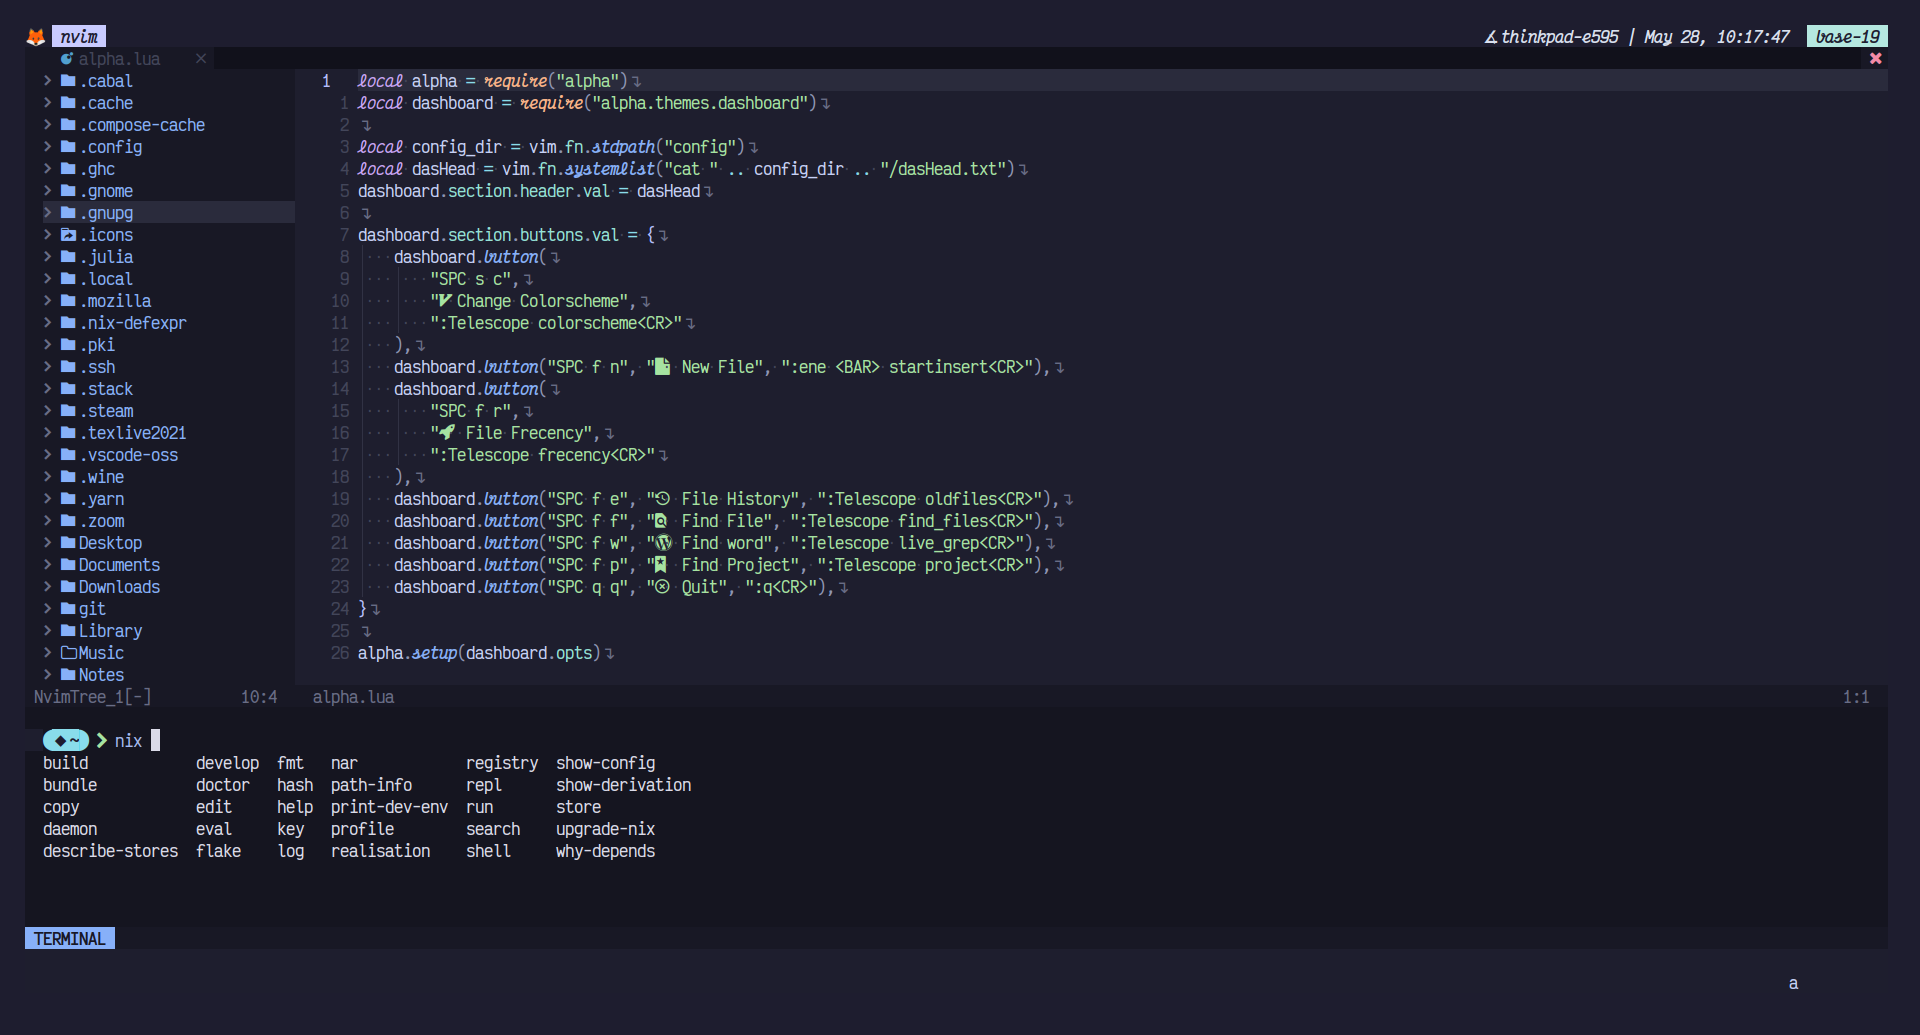 nvim
thinkpad-e595 | May 28, 10:17:47 base-19
alpha.lua
.cabal
.cache
.compose-cache
.config
.ghc
.gnome
.gnupg
.icons
.julia
.local
.mozilla
.nix-defexpr
.pki
.ssh
.stack
.steam
.texlive2021
.vscode-oss
.wine
.yarn
.zoom
Desktop
Documents
Downloads
git
Library
Music
Notes
NvimTree_1[-] 10:4
1 local alpha = require("alpha")
1 local dashboard = require("alpha.themes.dashboard")
2
3 local config_dir = vim.fn.stdpath("config")
4 local dasHead = vim.fn.systemlist("cat " .. config_dir .. "/dasHead.txt")
5 dashboard.section.header.val = dasHead
6
7 dashboard.section.buttons.val = {
8 dashboard.button(
9 "SPC s c",
10 " Change Colorscheme",
11 ":Telescope colorscheme<CR>"
12 ),
13 dashboard.button("SPC f n", " New File", ":ene <BAR> startinsert<CR>"),
14 dashboard.button(
15 "SPC f r",
16 " File Frecency",
17 ":Telescope frecency<CR>"
18 ),
19 dashboard.button("SPC f e", " File History", ":Telescope oldfiles<CR>"),
20 dashboard.button("SPC f f", " Find File", ":Telescope find_files<CR>"),
21 dashboard.button("SPC f w", " Find word", ":Telescope live_grep<CR>"),
22 dashboard.button("SPC f p", " Find Project", ":Telescope project<CR>"),
23 dashboard.button("SPC q q", " Quit", ":q<CR>"),
24 }
25
26 alpha.setup(dashboard.opts)
alpha.lua 1:1
~ nix
build develop fmt nar registry show-config
bundle doctor hash path-info repl show-derivation
copy edit help print-dev-env run store
daemon eval key profile search upgrade-nix
describe-stores flake log realisation shell why-depends
TERMINAL
a